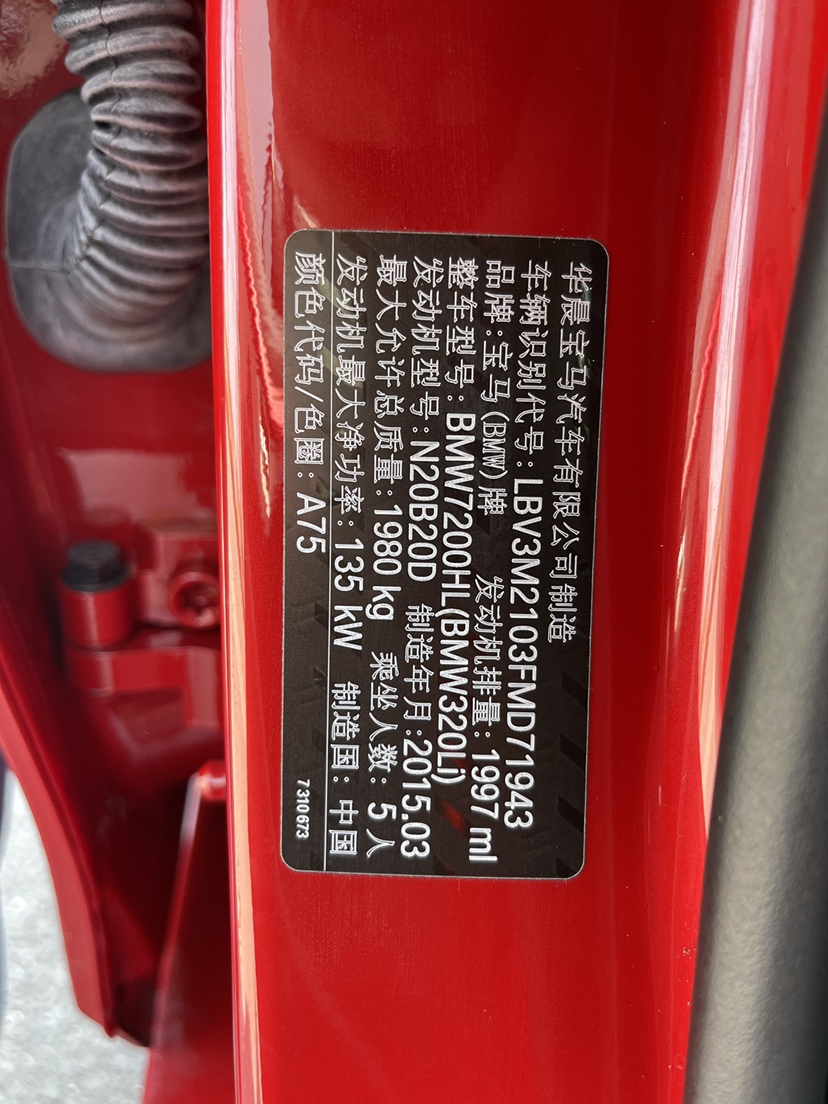 华晨宝马汽车有限公司制造
车辆识别代号: LBV3M2103FMD71943
品牌: 宝马(BMW)牌 发动机排量: 1997 ml
整车型号: BMW7200HL(BMW320Li)
发动机型号: N20B20D 制造年月: 2015.03
最大允许总质量: 1980 kg 乘坐人数: 5 人
发动机最大净功率: 135 kW 制造国: 中国
颜色代码/色圈: A75
7310673